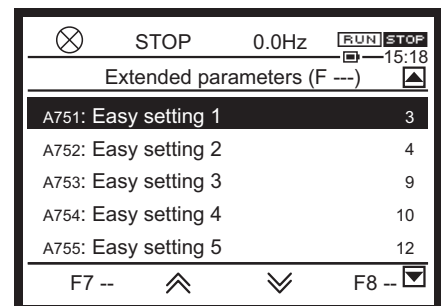 STOP 0.0Hz RUN STOP
15:18
Extended parameters (F ---)
A751: Easy setting 1 3
A752: Easy setting 2 4
A753: Easy setting 3 9
A754: Easy setting 4 10
A755: Easy setting 5 12
F7 -- F8 --